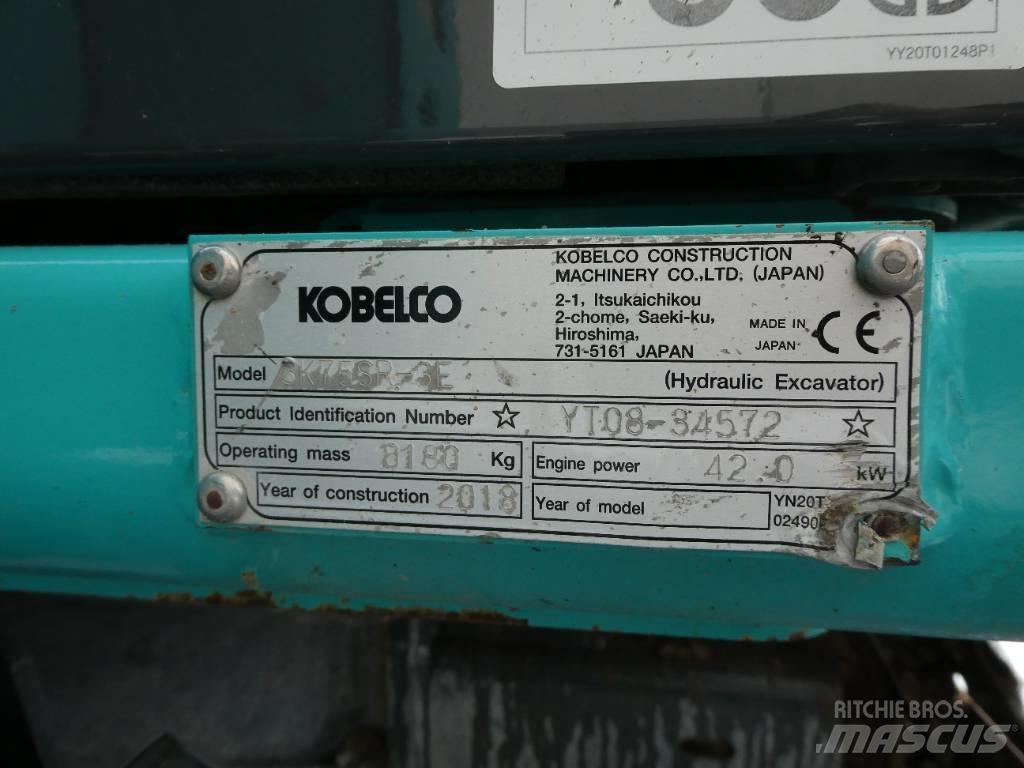 YY20T01248P1
KOBELCO
KOBELCO CONSTRUCTION
MACHINERY CO.,LTD. (JAPAN)
2-1, Itsukaichikou
2-chome, Saeki-ku,
Hiroshima,
731-5161 JAPAN
MADE IN
JAPAN
CE
Model SK75SR-3E (Hydraulic Excavator)
Product Identification Number ☆ YT08-34572 ☆
Operating mass 8180 Kg
Engine power 42.0 kW
Year of construction 2018
Year of model
YN20T
02490
RITCHIE BROS.
MASCUS